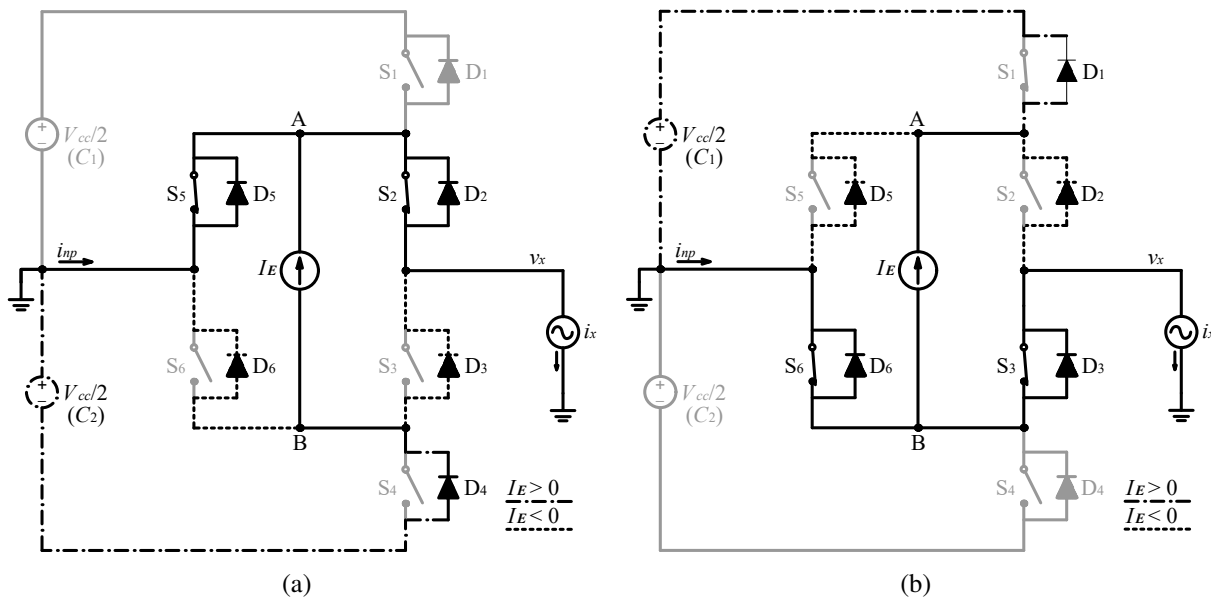 S1
D1
Vcc/2
(C1)
A
S5
D5
S2
D2
inp
IE
vx
ix
S6
D6
S3
D3
Vcc/2
(C2)
B
S4
D4
IE > 0
IE < 0
(a)
S1
D1
Vcc/2
(C1)
A
S5
D5
S2
D2
inp
IE
vx
ix
S6
D6
S3
D3
Vcc/2
(C2)
B
S4
D4
IE > 0
IE < 0
(b)